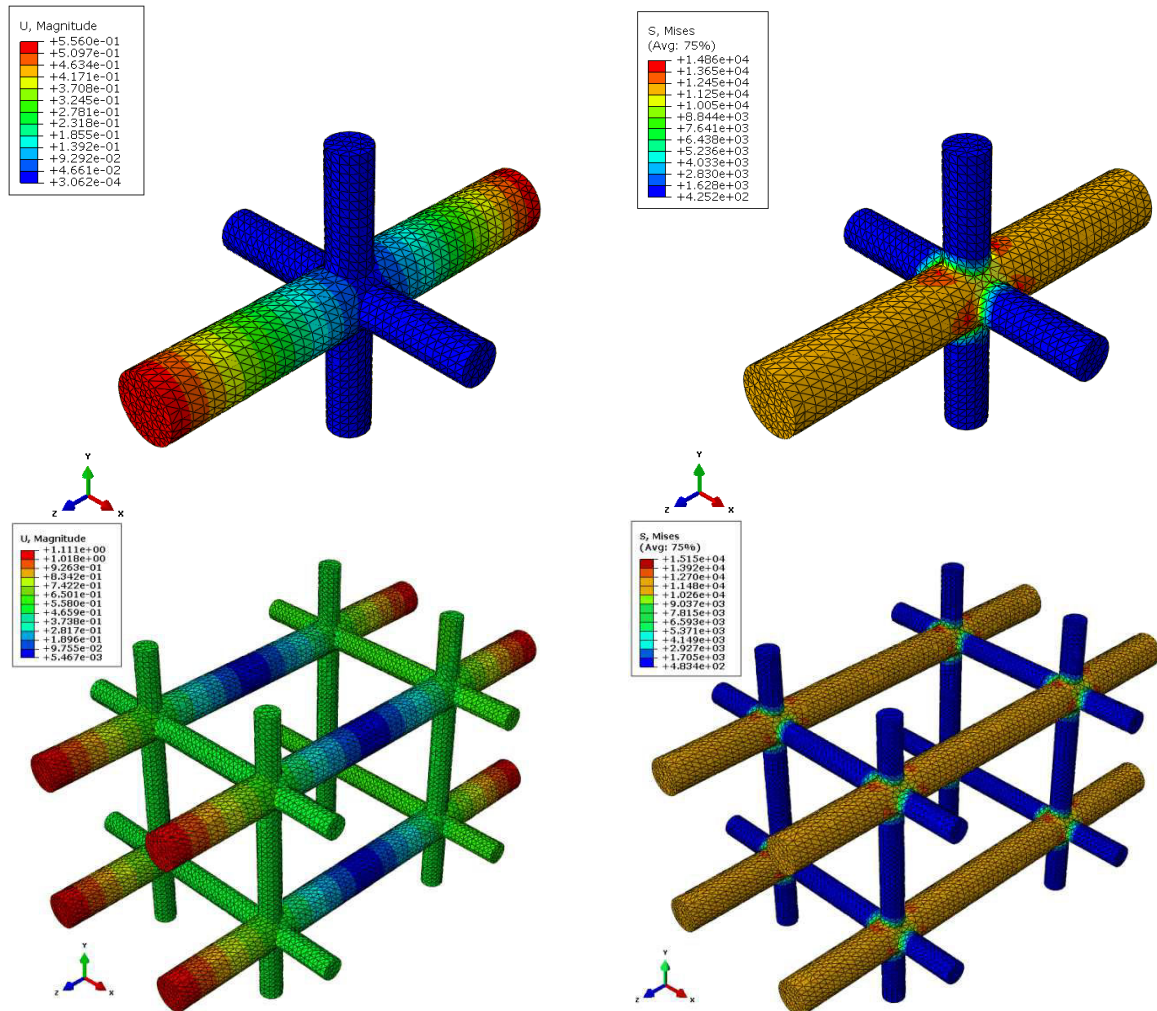 U, Magnitude
+5.560e-01
+5.097e-01
+4.634e-01
+4.171e-01
+3.708e-01
+3.245e-01
+2.781e-01
+2.318e-01
+1.855e-01
+1.392e-01
+9.292e-02
+4.661e-02
+3.062e-04
Y
Z
X
S, Mises
(Avg: 75%)
+1.486e+04
+1.365e+04
+1.245e+04
+1.125e+04
+1.005e+04
+8.844e+03
+7.641e+03
+6.438e+03
+5.236e+03
+4.033e+03
+2.830e+03
+1.628e+03
+4.252e+02
Y
Z
X
U, Magnitude
+1.111e+00
+1.018e+00
+9.263e-01
+8.342e-01
+7.422e-01
+6.501e-01
+5.580e-01
+4.659e-01
+3.738e-01
+2.817e-01
+1.896e-01
+9.755e-02
+5.467e-03
Y
Z
X
S, Mises
(Avg: 75%)
+1.515e+04
+1.392e+04
+1.270e+04
+1.148e+04
+1.026e+04
+9.037e+03
+7.815e+03
+6.593e+03
+5.371e+03
+4.149e+03
+2.927e+03
+1.705e+03
+4.834e+02
Y
Z
X